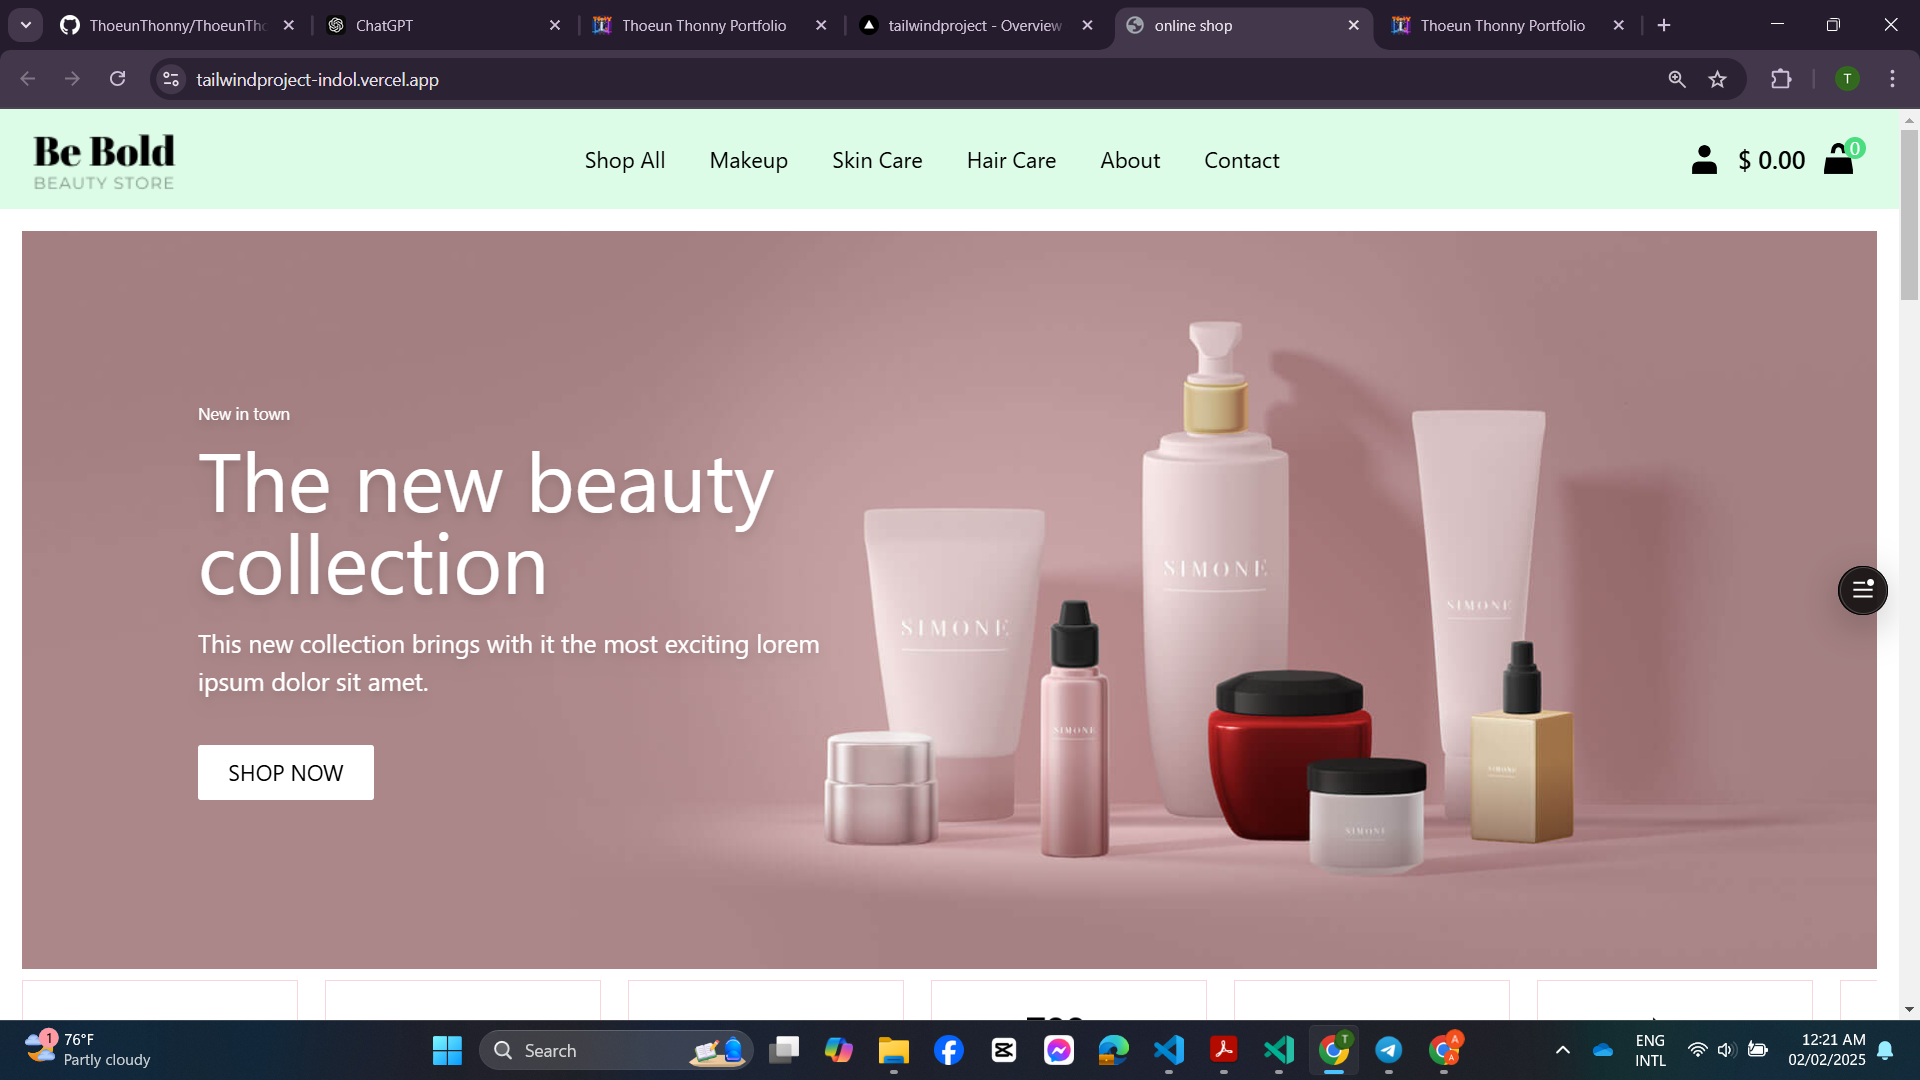 ThoeunThonny/ThoeunTho
ChatGPT
Thoeun Thonny Portfolio
tailwindproject - Overview
online shop
Thoeun Thonny Portfolio
tailwindproject-indol.vercel.app
T
Be Bold
BEAUTY STORE
Shop All
Makeup
Skin Care
Hair Care
About
Contact
$ 0.00
0
New in town
The new beauty
collection
This new collection brings with it the most exciting lorem
ipsum dolor sit amet.
SHOP NOW
SIMONE
SIMONE
SIMONE
SIMONE
SIMONE
SIMONE
1
76°F
Partly cloudy
Search
T
A
A
ENG
INTL
12:21 AM
02/02/2025